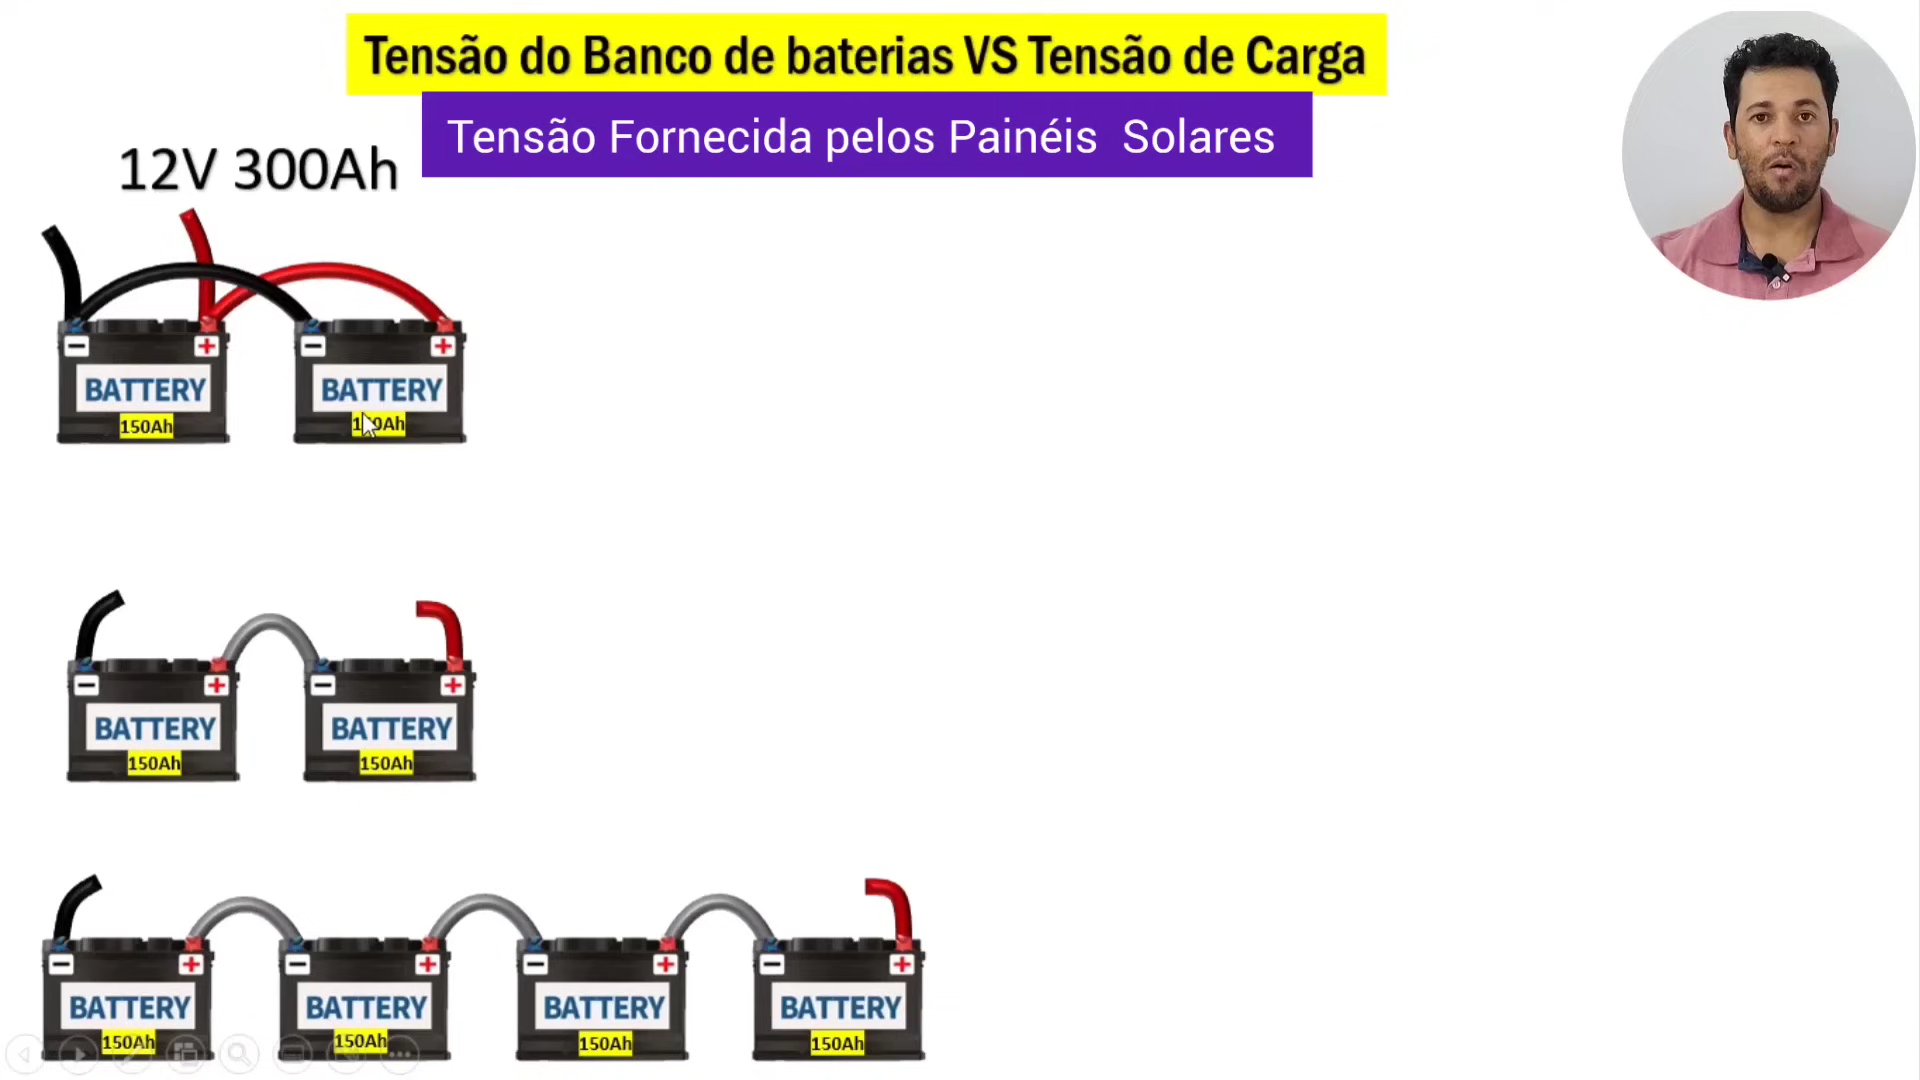 Tensão do Banco de baterias VS Tensão de Carga
Tensão Fornecida pelos Painéis Solares
12V 300Ah
BATTERY BATTERY
150Ah
BATTERY BATTERY
150Ah 150Ah
BATTERY BATTERY BATTERY BATTERY
150Ah 150Ah 150Ah 150Ah